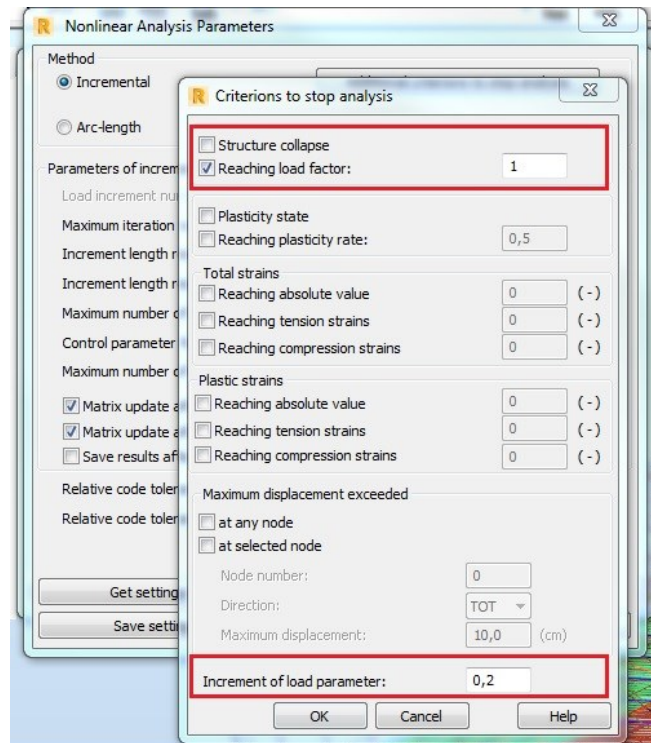 Nonlinear Analysis Parameters
Method
Incremental
Arc-length
Parameters of increm
Load increment nu
Maximum iteration
Increment length r
Increment length r
Maximum number o
Control parameter
Maximum number o
Matrix update a
Matrix update a
Save results af
Relative code toler
Relative code toler
Get setting
Save setti
Criterions to stop analysis
Structure collapse
Reaching load factor: 1
Plasticity state
Reaching plasticity rate: 0,5
Total strains
Reaching absolute value 0 (-)
Reaching tension strains 0 (-)
Reaching compression strains 0 (-)
Plastic strains
Reaching absolute value 0 (-)
Reaching tension strains 0 (-)
Reaching compression strains 0 (-)
Maximum displacement exceeded
at any node
at selected node
Node number: 0
Direction: TOT
Maximum displacement: 10,0 (cm)
Increment of load parameter: 0,2
OK Cancel Help